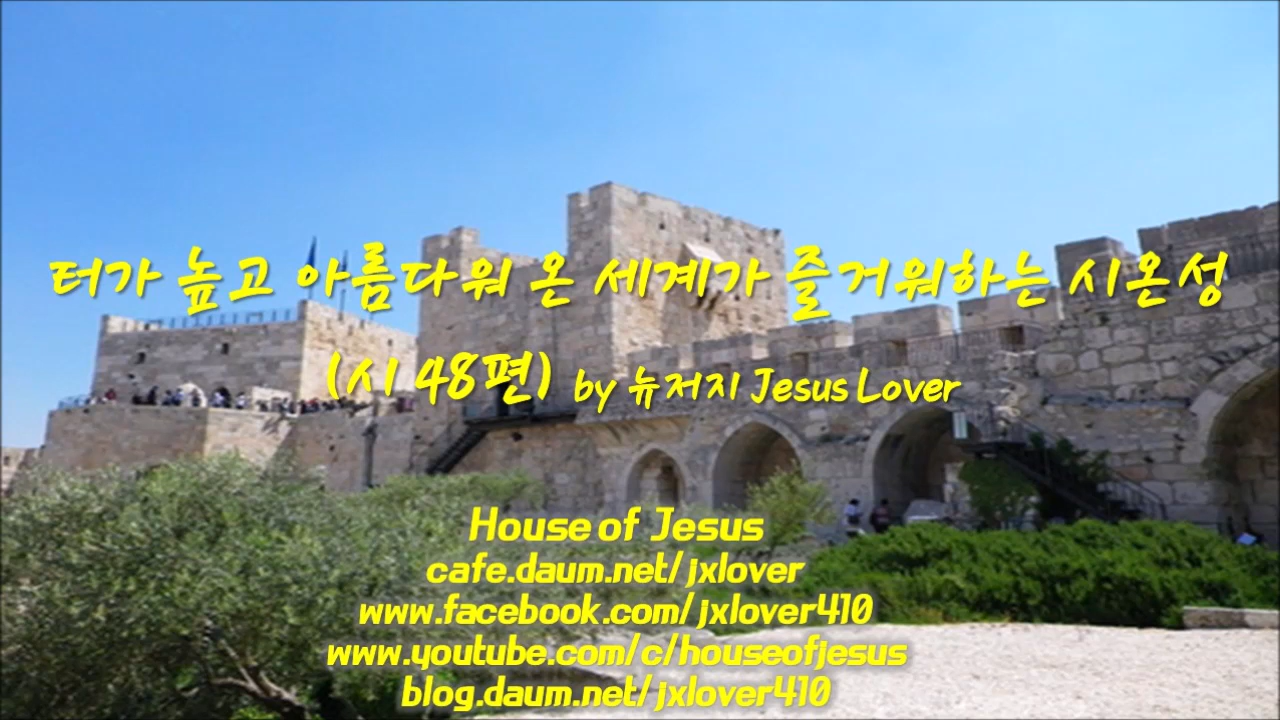 터가 높고 아름다워 온 세계가 즐거워하는 시온성
(시 48편) by 뉴저지 Jesus Lover
House of Jesus
cafe.daum.net/jxlover
www.facebook.com/jxlover410
www.youtube.com/c/houseofjesus
blog.daum.net/jxlover410